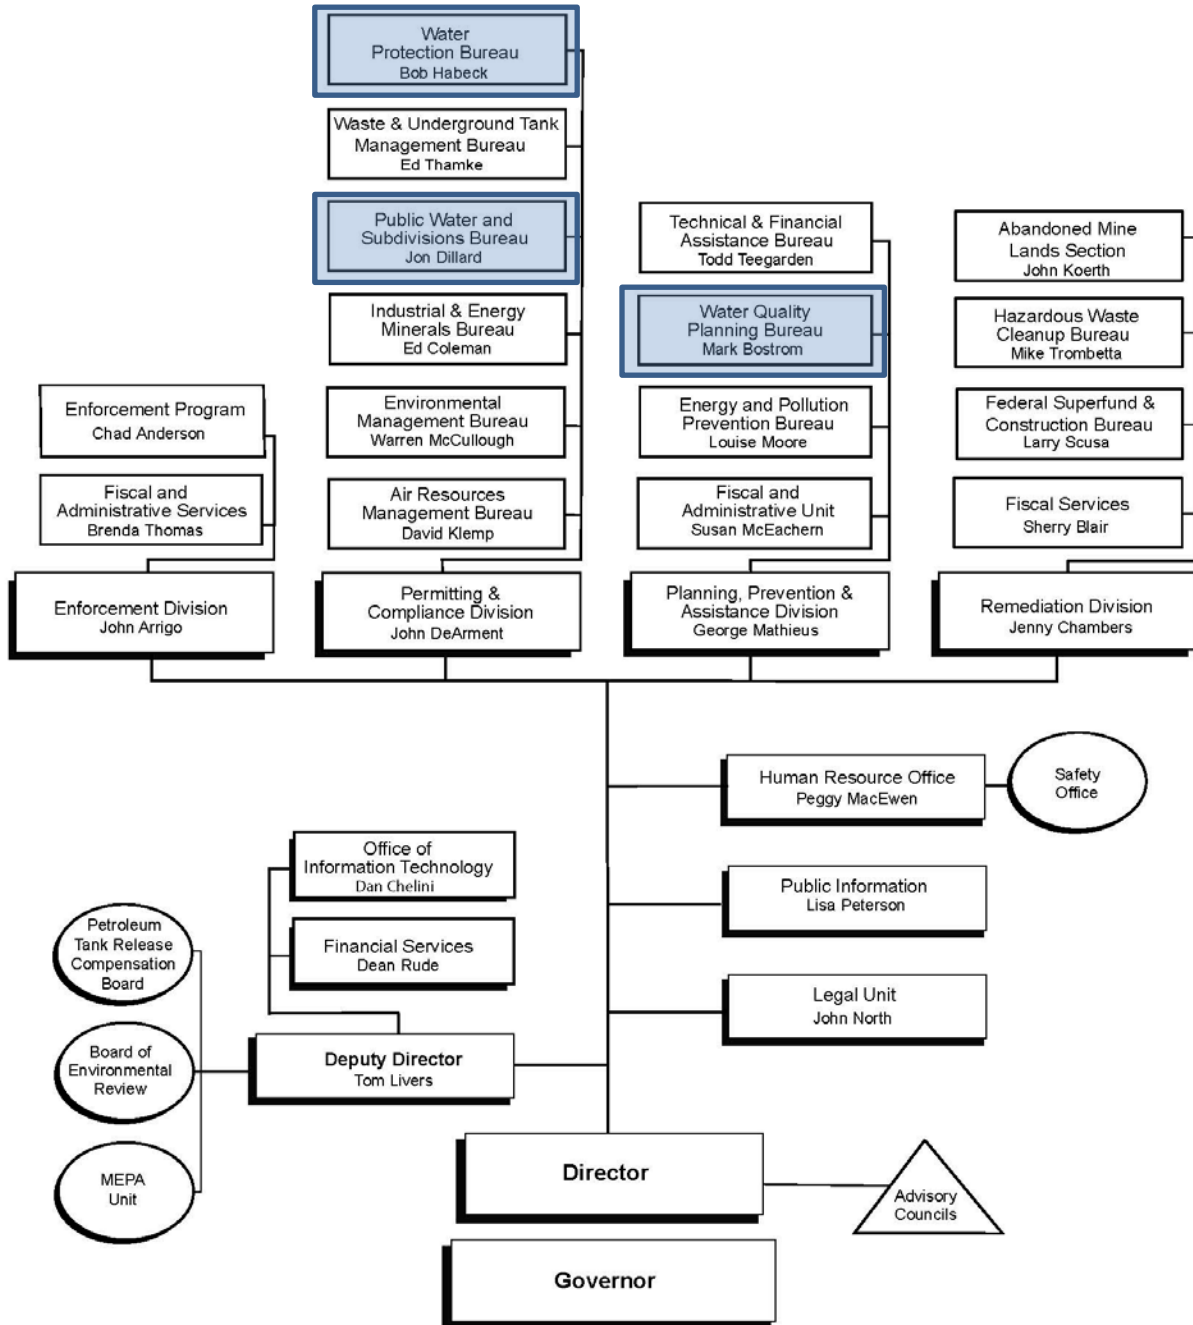 Water
Protection Bureau
Bob Habeck
Waste & Underground Tank
Management Bureau
Ed Thamke
Public Water and
Subdivisions Bureau
Jon Dillard
Industrial & Energy
Minerals Bureau
Ed Coleman
Environmental
Management Bureau
Warren McCullough
Air Resources
Management Bureau
David Klemp
Technical & Financial
Assistance Bureau
Todd Teegarden
Water Quality
Planning Bureau
Mark Bostrom
Energy and Pollution
Prevention Bureau
Louise Moore
Fiscal and
Administrative Unit
Susan McEachern
Abandoned Mine
Lands Section
John Koerth
Hazardous Waste
Cleanup Bureau
Mike Trombetta
Federal Superfund &
Construction Bureau
Larry Scusa
Fiscal Services
Sherry Blair
Enforcement Program
Chad Anderson
Fiscal and
Administrative Services
Brenda Thomas
Enforcement Division
John Arrigo
Permitting &
Compliance Division
John DeArment
Planning, Prevention &
Assistance Division
George Mathieus
Remediation Division
Jenny Chambers
Human Resource Office
Peggy MacEwen
Safety
Office
Office of
Information Technology
Dan Chelini
Public Information
Lisa Peterson
Financial Services
Dean Rude
Petroleum
Tank Release
Compensation
Board
Legal Unit
John North
Deputy Director
Tom Livers
Board of
Environmental
Review
MEPA
Unit
Director
Advisory
Councils
Governor